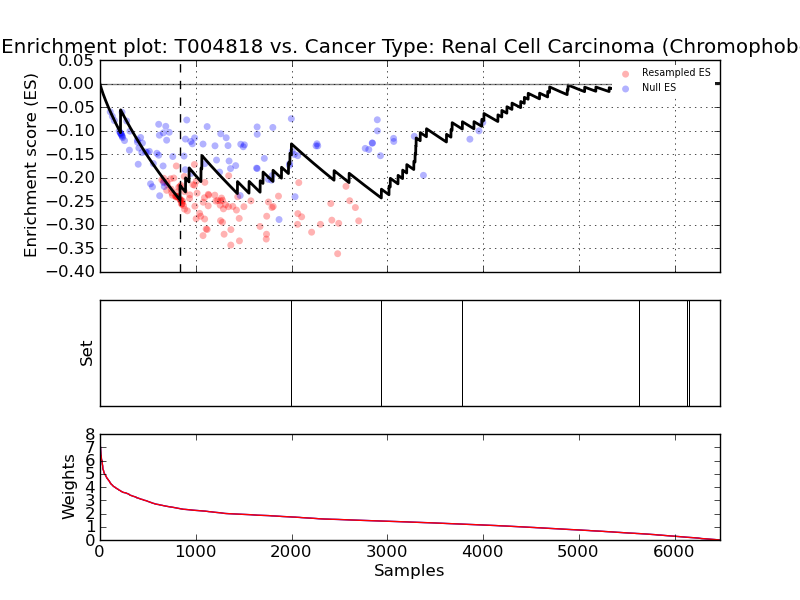 Enrichment plot: T004818 vs. Cancer Type: Renal Cell Carcinoma (Chromophob
0.05
0.00
−0.05
−0.10
−0.15
−0.20
−0.25
−0.30
−0.35
−0.40
Enrichment score (ES)
Resampled ES
Null ES
Set
8
7
6
5
4
3
2
1
0
Weights
0 1000 2000 3000 4000 5000 6000
Samples